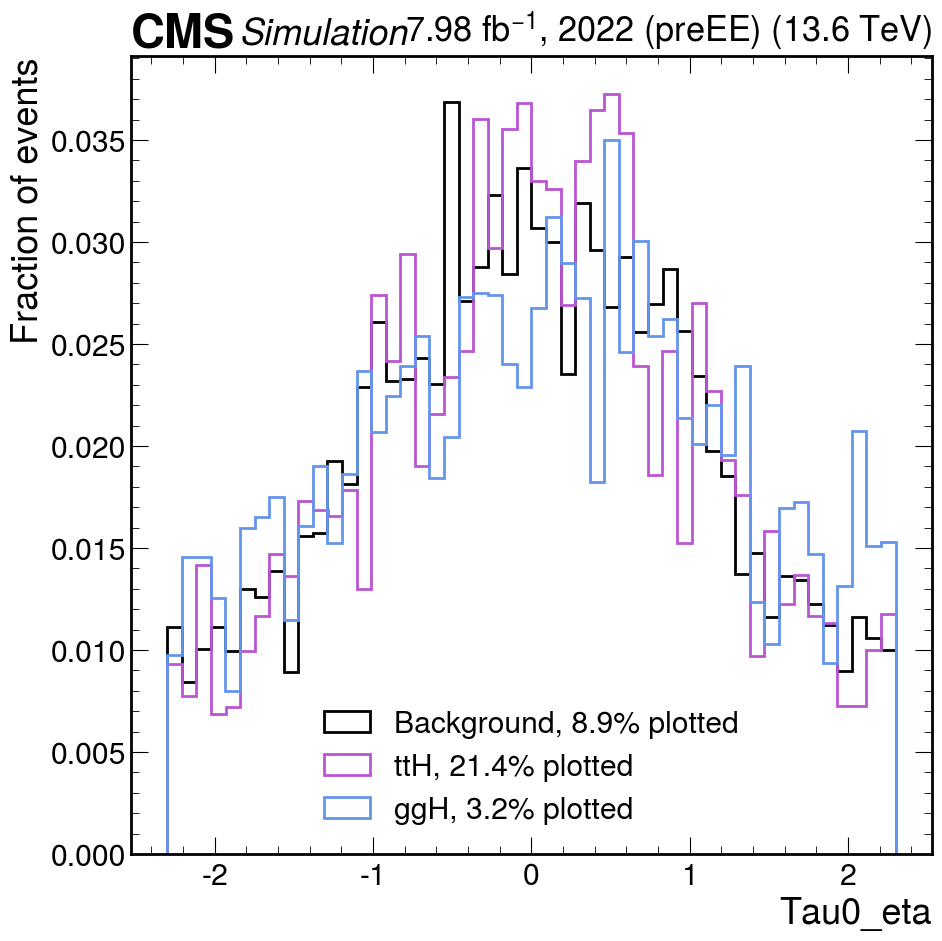 CMS Simulation 7.98 fb⁻¹, 2022 (preEE) (13.6 TeV)
Fraction of events
0.035
0.030
0.025
0.020
0.015
0.010
0.005
0.000
Background, 8.9% plotted
ttH, 21.4% plotted
ggH, 3.2% plotted
-2 -1 0 1 2
Tau0_eta